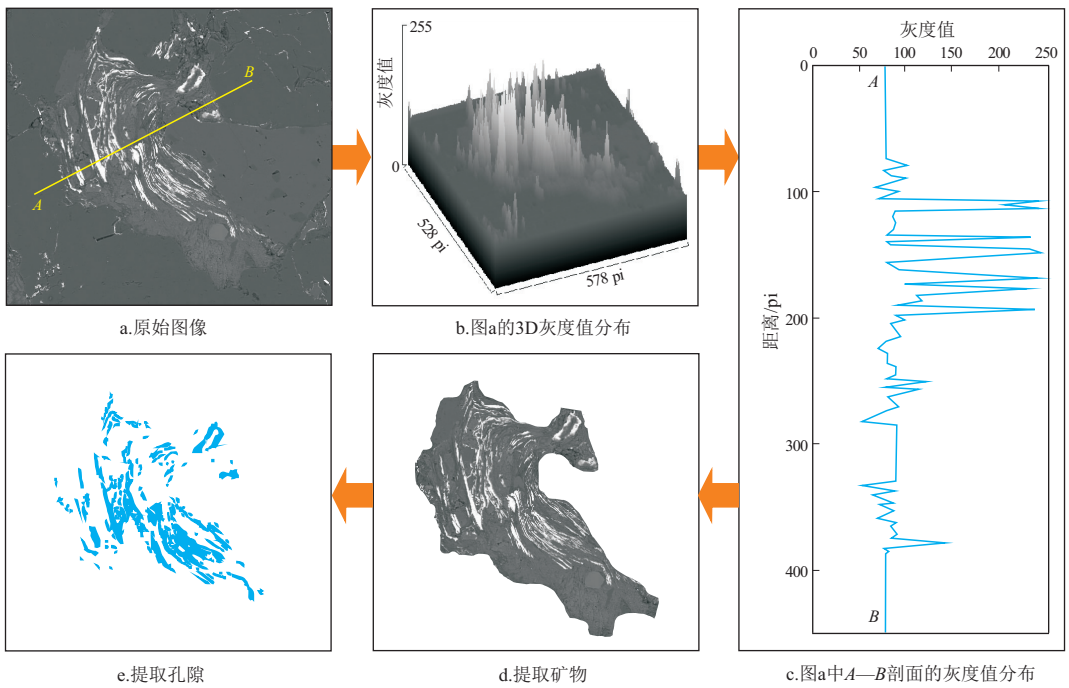 A
B
a.原始图像
255
灰度值
0
528 pi
578 pi
b.图a的3D灰度值分布
灰度值
0 50 100 150 200 250
0
100
200
300
400
距离/pi
A
B
c.图a中A—B剖面的灰度值分布
d.提取矿物
e.提取孔隙